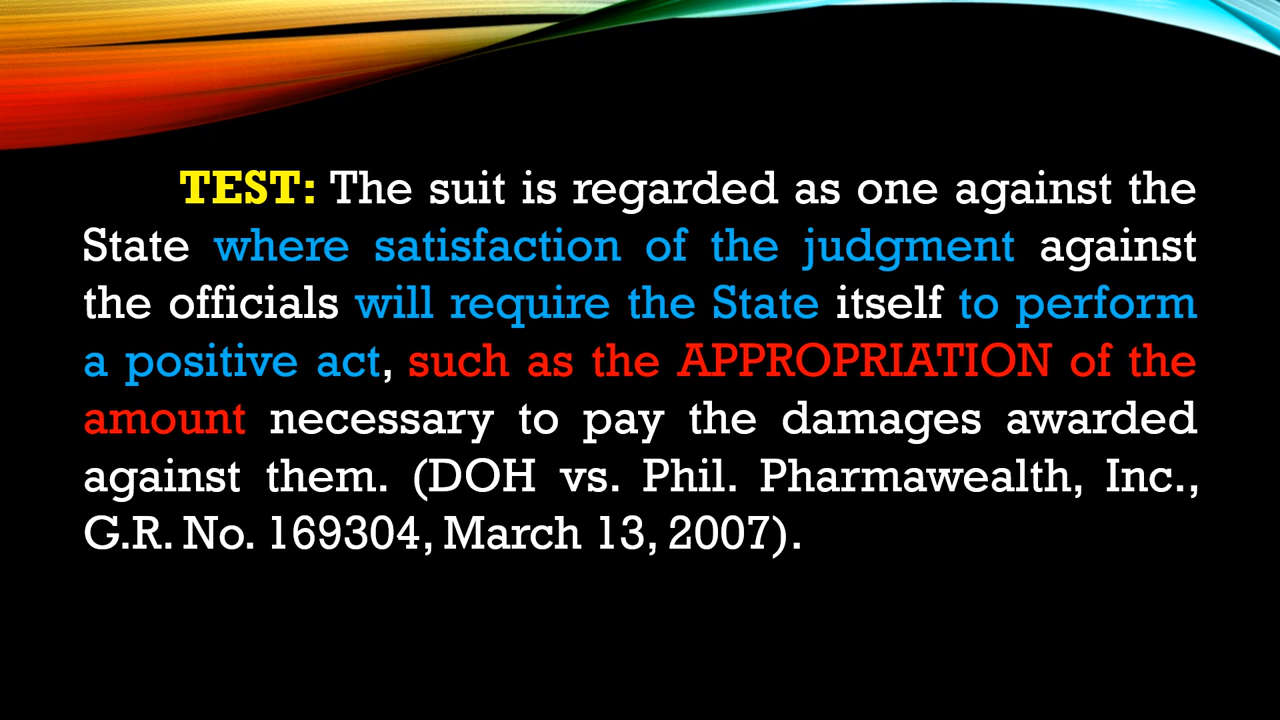 TEST: The suit is regarded as one against the
State where satisfaction of the judgment against
the officials will require the State itself to perform
a positive act, such as the APPROPRIATION of the
amount necessary to pay the damages awarded
against them. (DOH vs. Phil. Pharmawealth, Inc.,
G.R. No. 169304, March 13, 2007).